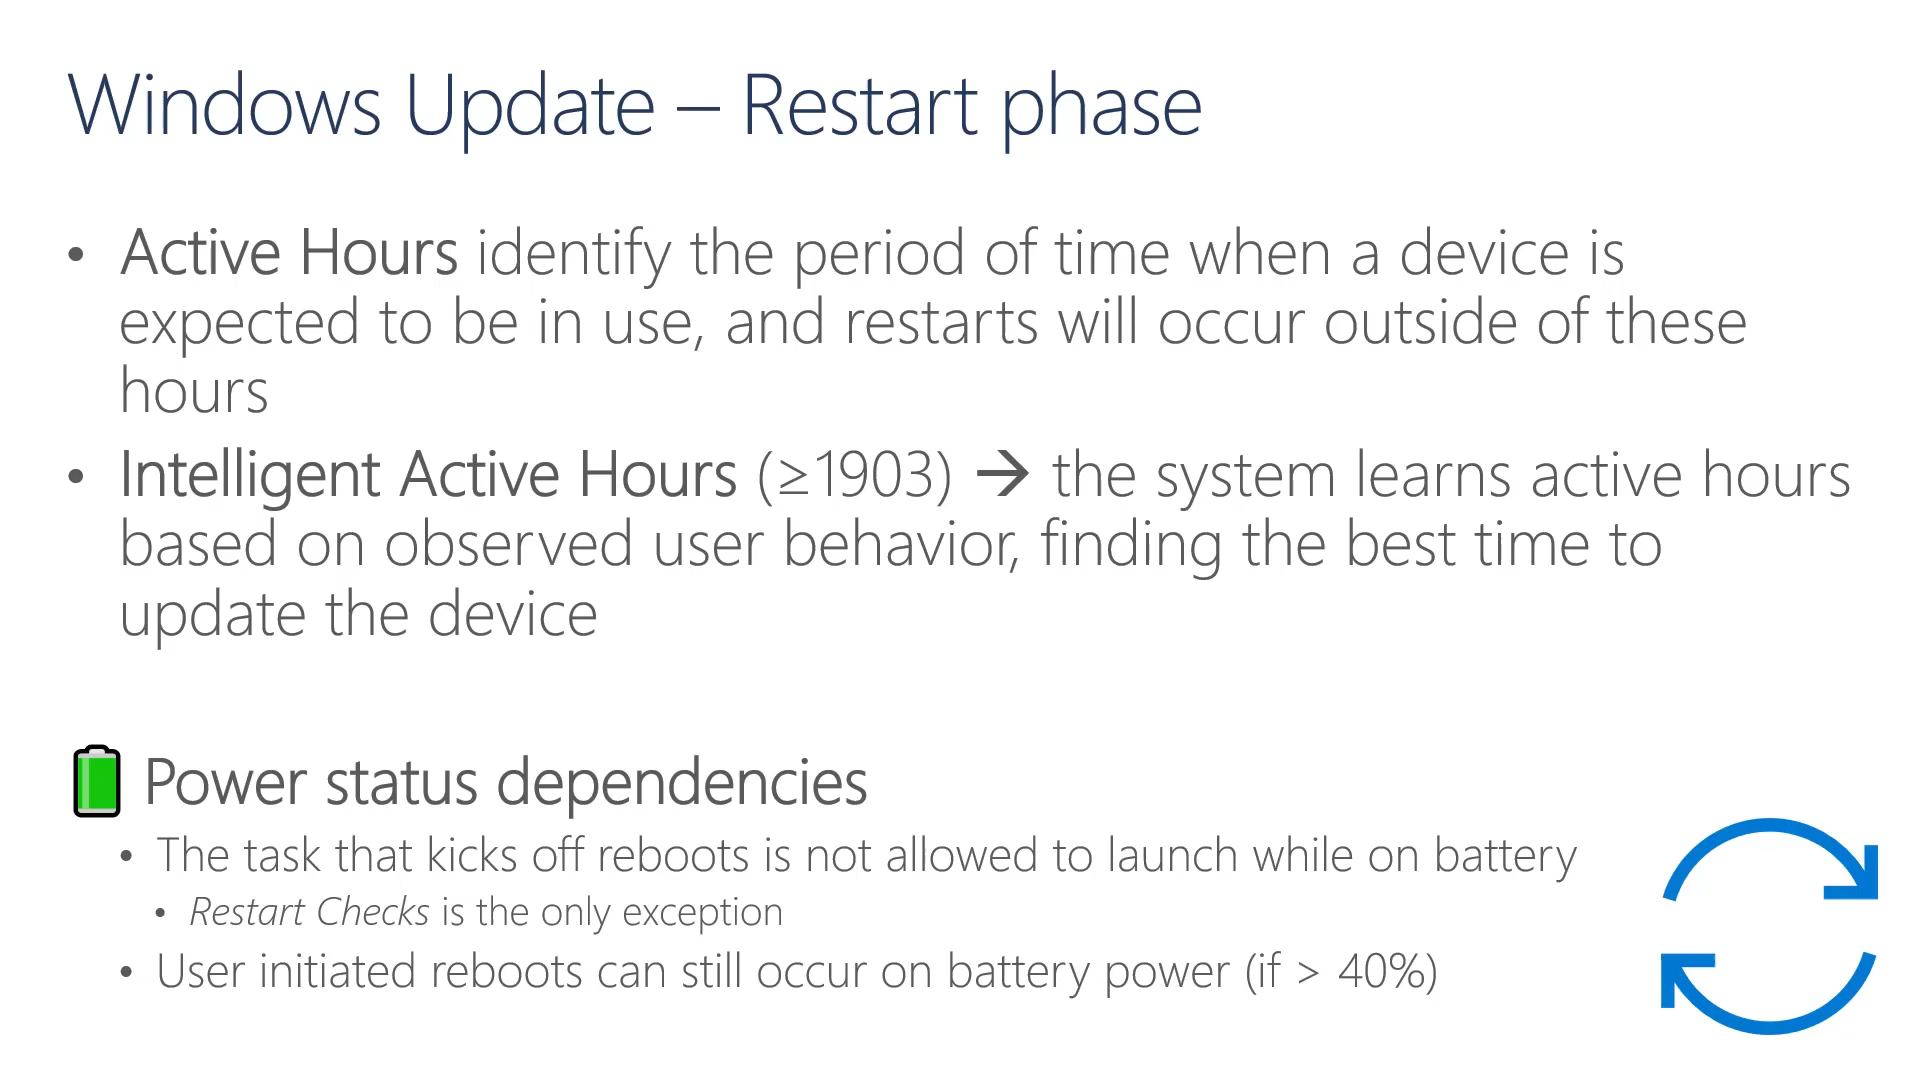 Windows Update – Restart phase
• Active Hours identify the period of time when a device is
expected to be in use, and restarts will occur outside of these
hours
• Intelligent Active Hours (≥1903) → the system learns active hours
based on observed user behavior, finding the best time to
update the device
Power status dependencies
• The task that kicks off reboots is not allowed to launch while on battery
• Restart Checks is the only exception
• User initiated reboots can still occur on battery power (if > 40%)